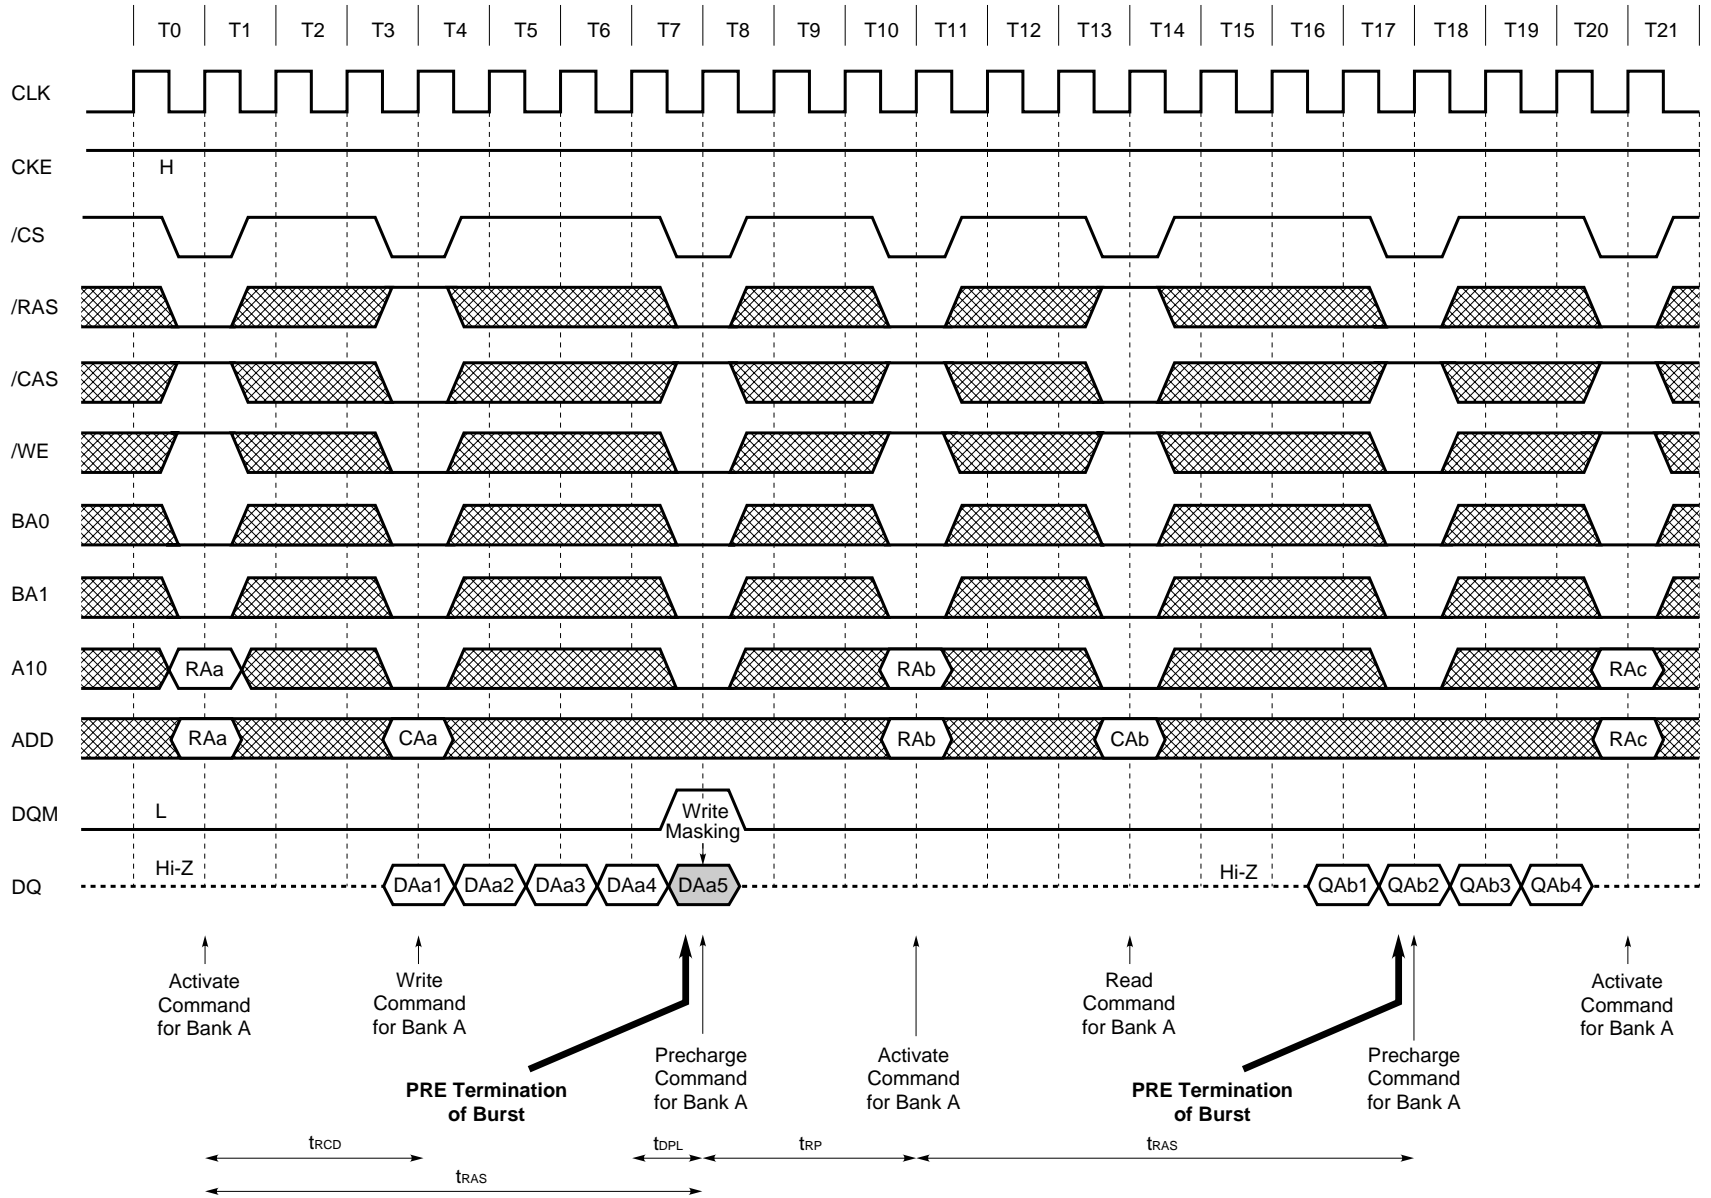 T0 T1 T2 T3 T4 T5 T6 T7 T8 T9 T10 T11 T12 T13 T14 T15 T16 T17 T18 T19 T20 T21
CLK
CKE H
/CS
/RAS
/CAS
/WE
BA0
BA1
A10 RAa RAb RAc
ADD RAa CAa RAb CAb RAc
DQM L Write
Masking
DQ Hi-Z DAa1 DAa2 DAa3 DAa4 DAa5 Hi-Z QAb1 QAb2 QAb3 QAb4
Activate
Command
for Bank A
Write
Command
for Bank A
Read
Command
for Bank A
Activate
Command
for Bank A
PRE Termination
of Burst
Precharge
Command
for Bank A
Activate
Command
for Bank A
PRE Termination
of Burst
Precharge
Command
for Bank A
tRCD tDPL tRP tRAS
tRAS